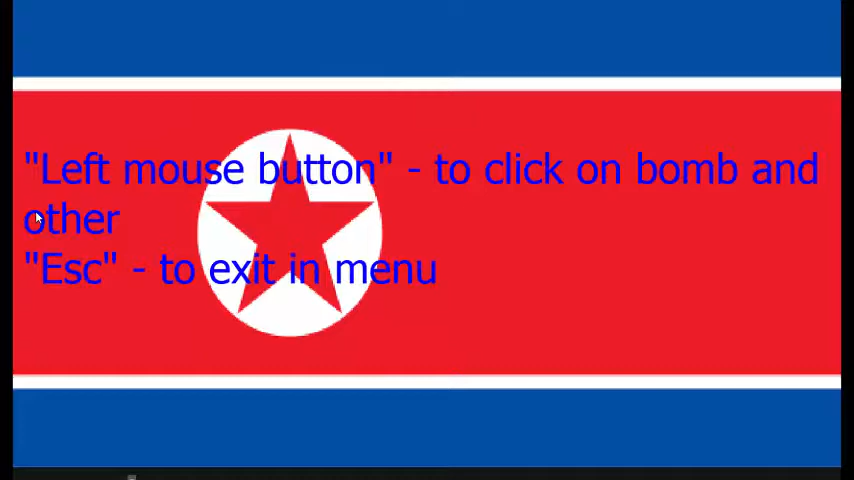 "Left mouse button" - to click on bomb and
other
"Esc" - to exit in menu